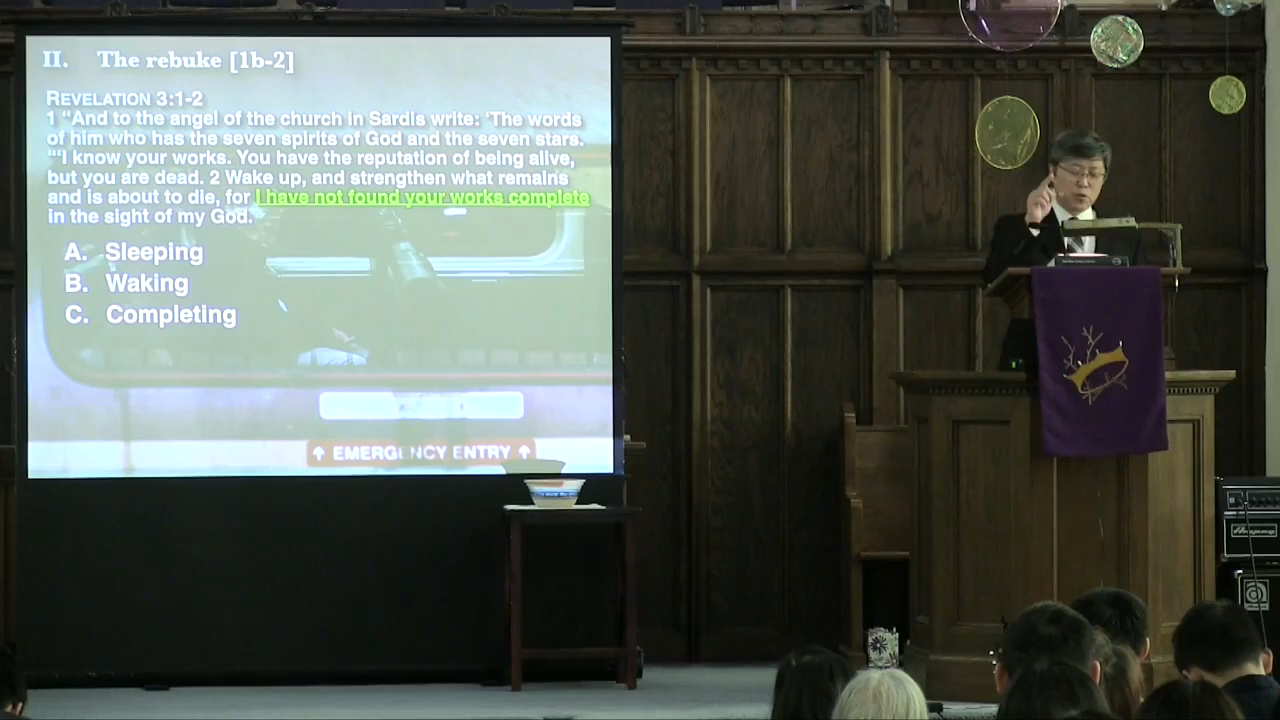 II. The rebuke [1b-2]
REVELATION 3:1-2
1 “And to the angel of the church in Sardis write: ‘The words
of him who has the seven spirits of God and the seven stars.
“‘I know your works. You have the reputation of being alive,
but you are dead. 2 Wake up, and strengthen what remains
and is about to die, for I have not found your works complete
in the sight of my God.
A. Sleeping
B. Waking
C. Completing
↑ EMERGENCY ENTRY ↑
Ampeg